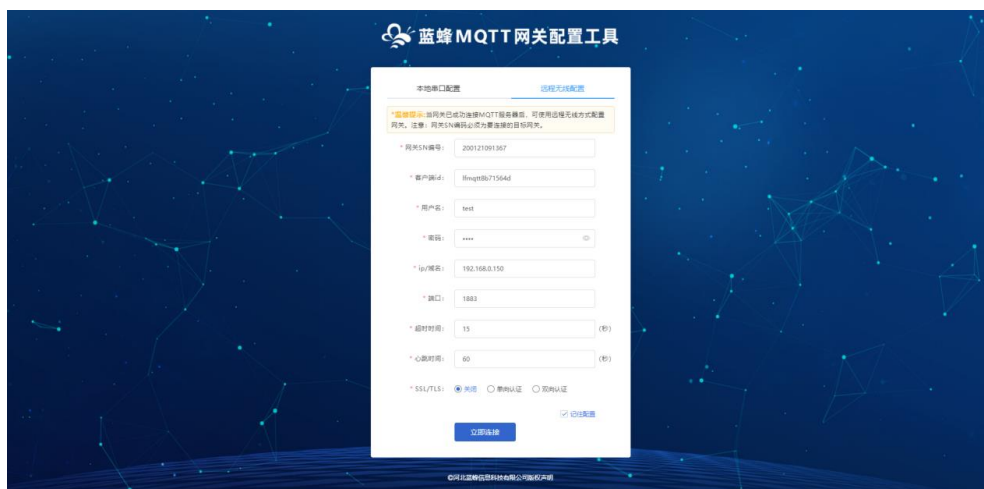 蓝蜂MQTT网关配置工具
本地串口配置 远程无线配置
*蓝蜂提示:当网关已成功连接MQTT服务器后，可使用远程无线方式配置
网关。注意：网关SN编码必须为要连接的目标网关。
* 网关SN编号: 200121091367
* 客户端id: lfmqtt8b71564d
* 用户名: test
* 密码: ••••
* ip/域名: 192.168.0.150
* 端口: 1883
* 超时时间: 15 (秒)
* 心跳时间: 60 (秒)
* SSL/TLS: 关闭 单向认证 双向认证
记住配置
立即连接
©河北蓝蜂信息科技有限公司版权声明